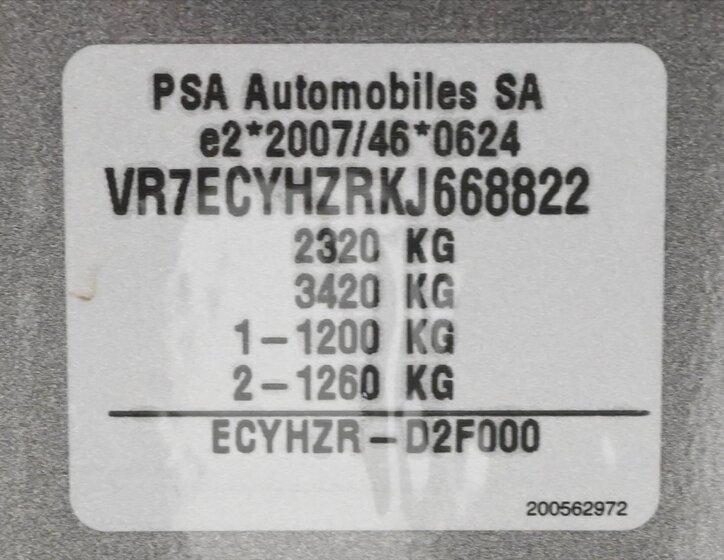 PSA Automobiles SA
e2*2007/46*0624
VR7ECYHZRKJ668822
2320 KG
3420 KG
1-1200 KG
2-1260 KG
ECYHZR-D2F000
200562972